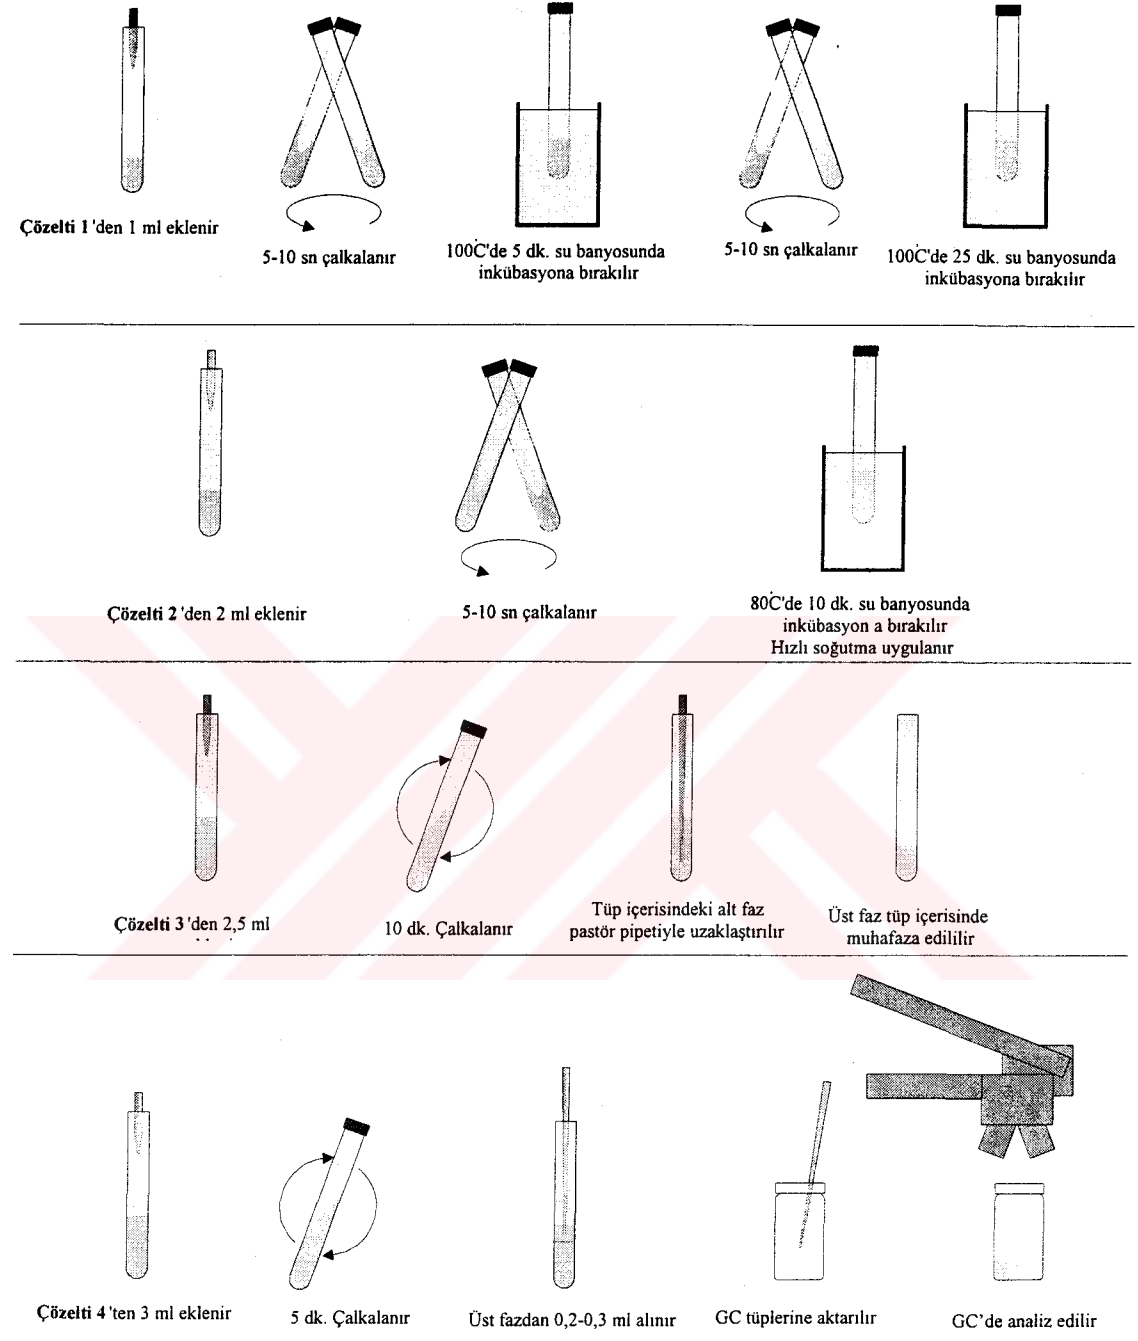 Çözelti 1'den 1 ml eklenir
5-10 sn çalkalanır
100C'de 5 dk. su banyosunda
inkübasyona bırakılır
5-10 sn çalkalanır
100C'de 25 dk. su banyosunda
inkübasyona bırakılır
Çözelti 2'den 2 ml eklenir
5-10 sn çalkalanır
80C'de 10 dk. su banyosunda
inkübasyon a bırakılır
Hızlı soğutma uygulanır
Çözelti 3'den 2,5 ml
10 dk. Çalkalanır
Tüp içerisindeki alt faz
pastör pipetiyle uzaklaştırılır
Üst faz tüp içerisinde
muhafaza edililir
Çözelti 4'ten 3 ml eklenir
5 dk. Çalkalanır
Üst fazdan 0,2-0,3 ml alınır
GC tüplerine aktarılır
GC'de analiz edilir